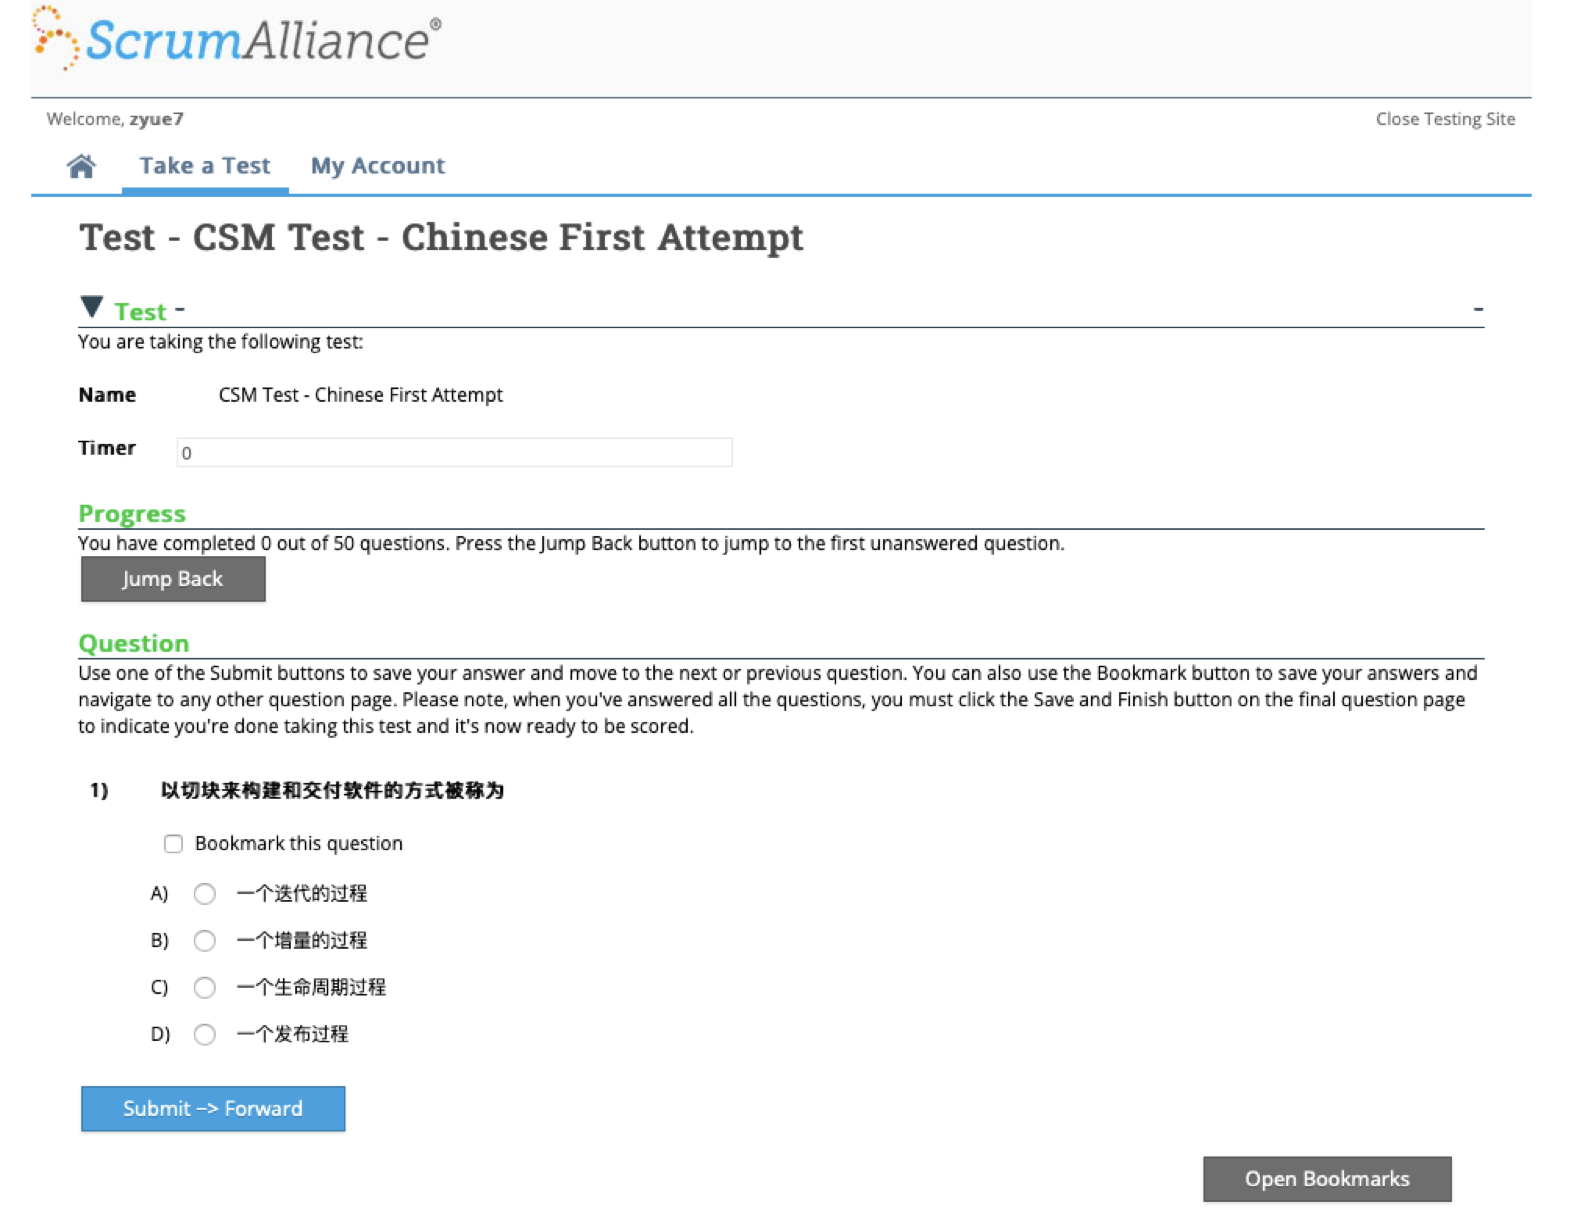 ScrumAlliance®
Welcome, zyue7
Close Testing Site
Take a Test
My Account
Test - CSM Test - Chinese First Attempt
Test -
-
You are taking the following test:
Name
CSM Test - Chinese First Attempt
Timer
0
Progress
You have completed 0 out of 50 questions. Press the Jump Back button to jump to the first unanswered question.
Jump Back
Question
Use one of the Submit buttons to save your answer and move to the next or previous question. You can also use the Bookmark button to save your answers and
navigate to any other question page. Please note, when you've answered all the questions, you must click the Save and Finish button on the final question page
to indicate you're done taking this test and it's now ready to be scored.
1) 以切块来构建和交付软件的方式被称为
Bookmark this question
A) 一个迭代的过程
B) 一个增量的过程
C) 一个生命周期过程
D) 一个发布过程
Submit –> Forward
Open Bookmarks